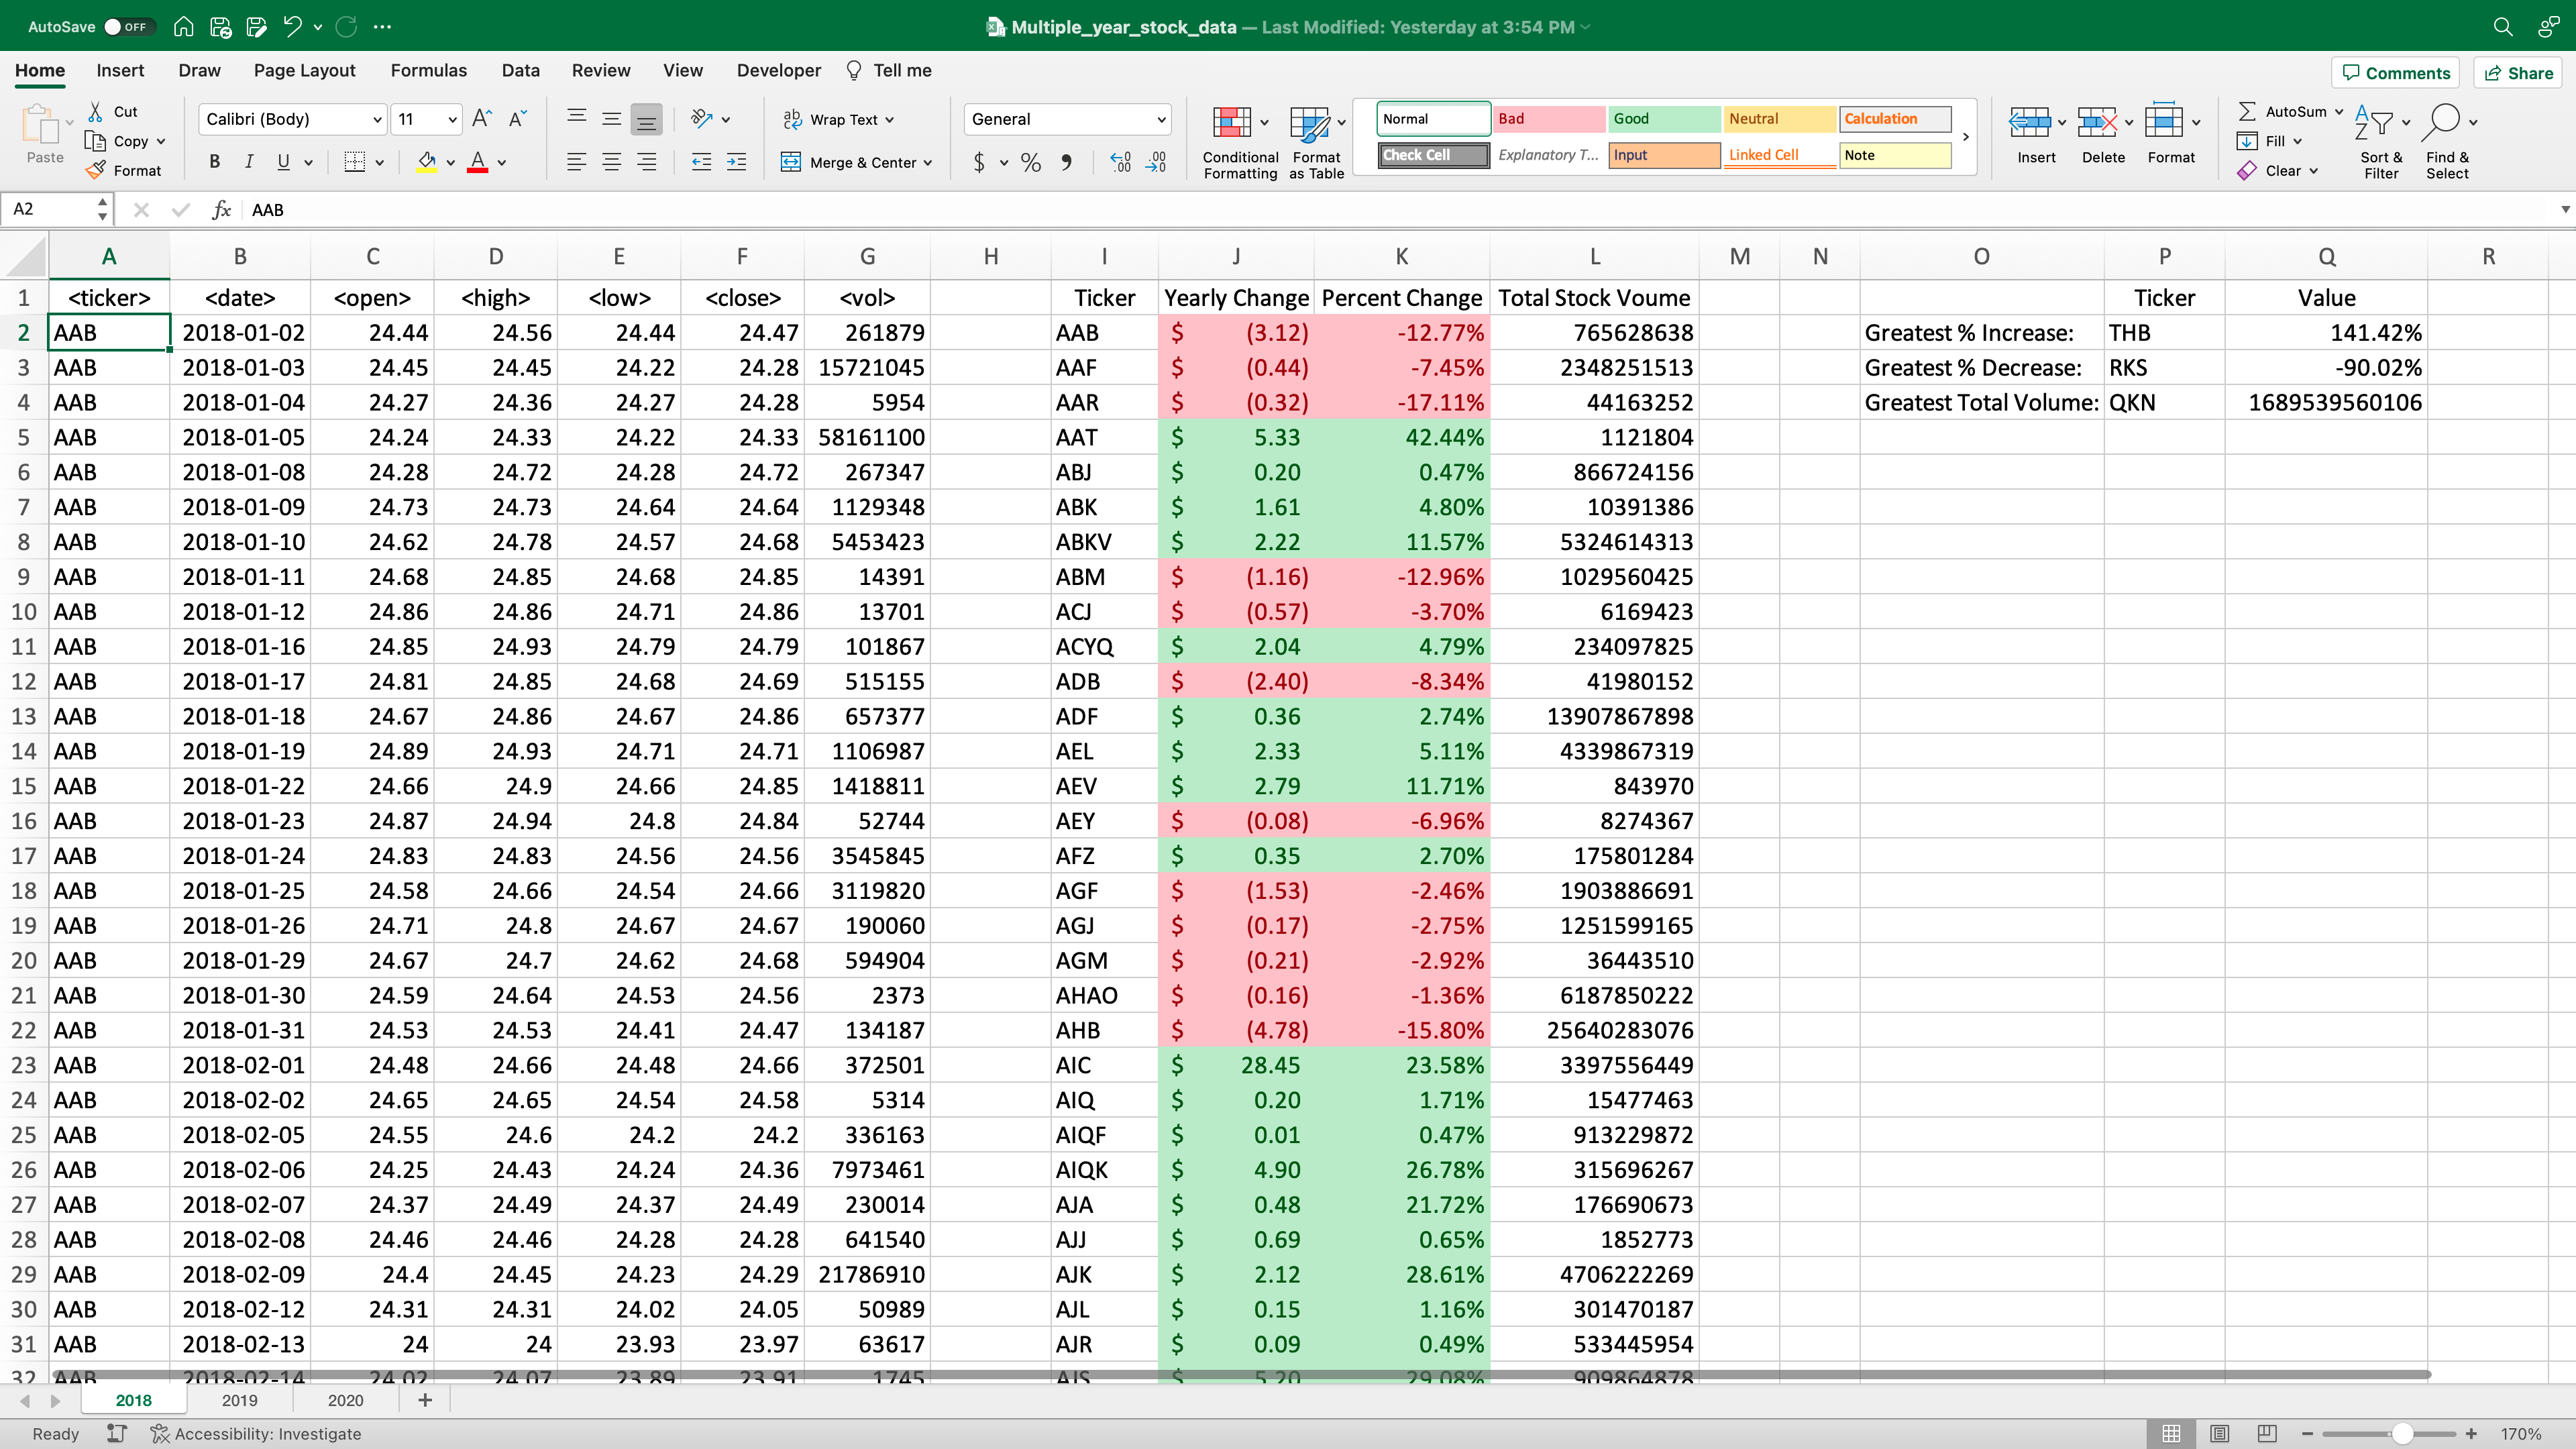 AutoSave OFF Multiple_year_stock_data — Last Modified: Yesterday at 3:54 PM
Home Insert Draw Page Layout Formulas Data Review View Developer Tell me Comments Share
Paste Cut Copy Format
Calibri (Body) 11 B I U A
ab Wrap Text Merge & Center
General $ % 
Conditional Formatting Format as Table
Normal Bad Good Neutral Calculation
Check Cell Explanatory T... Input Linked Cell Note
Insert Delete Format
AutoSum Fill Clear Sort & Filter Find & Select
A2 fx AAB
A B C D E F G H I J K L M N O P Q R
1 <ticker> <date> <open> <high> <low> <close> <vol> Ticker Yearly Change Percent Change Total Stock Voume Ticker Value
2 AAB 2018-01-02 24.44 24.56 24.44 24.47 261879 AAB $ (3.12) -12.77% 765628638 Greatest % Increase: THB 141.42%
3 AAB 2018-01-03 24.45 24.45 24.22 24.28 15721045 AAF $ (0.44) -7.45% 2348251513 Greatest % Decrease: RKS -90.02%
4 AAB 2018-01-04 24.27 24.36 24.27 24.28 5954 AAR $ (0.32) -17.11% 44163252 Greatest Total Volume: QKN 1689539560106
5 AAB 2018-01-05 24.24 24.33 24.22 24.33 58161100 AAT $ 5.33 42.44% 1121804
6 AAB 2018-01-08 24.28 24.72 24.28 24.72 267347 ABJ $ 0.20 0.47% 866724156
7 AAB 2018-01-09 24.73 24.73 24.64 24.64 1129348 ABK $ 1.61 4.80% 10391386
8 AAB 2018-01-10 24.62 24.78 24.57 24.68 5453423 ABKV $ 2.22 11.57% 5324614313
9 AAB 2018-01-11 24.68 24.85 24.68 24.85 14391 ABM $ (1.16) -12.96% 1029560425
10 AAB 2018-01-12 24.86 24.86 24.71 24.86 13701 ACJ $ (0.57) -3.70% 6169423
11 AAB 2018-01-16 24.85 24.93 24.79 24.79 101867 ACYQ $ 2.04 4.79% 234097825
12 AAB 2018-01-17 24.81 24.85 24.68 24.69 515155 ADB $ (2.40) -8.34% 41980152
13 AAB 2018-01-18 24.67 24.86 24.67 24.86 657377 ADF $ 0.36 2.74% 13907867898
14 AAB 2018-01-19 24.89 24.93 24.71 24.71 1106987 AEL $ 2.33 5.11% 4339867319
15 AAB 2018-01-22 24.66 24.9 24.66 24.85 1418811 AEV $ 2.79 11.71% 843970
16 AAB 2018-01-23 24.87 24.94 24.8 24.84 52744 AEY $ (0.08) -6.96% 8274367
17 AAB 2018-01-24 24.83 24.83 24.56 24.56 3545845 AFZ $ 0.35 2.70% 175801284
18 AAB 2018-01-25 24.58 24.66 24.54 24.66 3119820 AGF $ (1.53) -2.46% 1903886691
19 AAB 2018-01-26 24.71 24.8 24.67 24.67 190060 AGJ $ (0.17) -2.75% 1251599165
20 AAB 2018-01-29 24.67 24.7 24.62 24.68 594904 AGM $ (0.21) -2.92% 36443510
21 AAB 2018-01-30 24.59 24.64 24.53 24.56 2373 AHAO $ (0.16) -1.36% 6187850222
22 AAB 2018-01-31 24.53 24.53 24.41 24.47 134187 AHB $ (4.78) -15.80% 25640283076
23 AAB 2018-02-01 24.48 24.66 24.48 24.66 372501 AIC $ 28.45 23.58% 3397556449
24 AAB 2018-02-02 24.65 24.65 24.54 24.58 5314 AIQ $ 0.20 1.71% 15477463
25 AAB 2018-02-05 24.55 24.6 24.2 24.2 336163 AIQF $ 0.01 0.47% 913229872
26 AAB 2018-02-06 24.25 24.43 24.24 24.36 7973461 AIQK $ 4.90 26.78% 315696267
27 AAB 2018-02-07 24.37 24.49 24.37 24.49 230014 AJA $ 0.48 21.72% 176690673
28 AAB 2018-02-08 24.46 24.46 24.28 24.28 641540 AJJ $ 0.69 0.65% 1852773
29 AAB 2018-02-09 24.4 24.45 24.23 24.29 21786910 AJK $ 2.12 28.61% 4706222269
30 AAB 2018-02-12 24.31 24.31 24.02 24.05 50989 AJL $ 0.15 1.16% 301470187
31 AAB 2018-02-13 24 24 23.93 23.97 63617 AJR $ 0.09 0.49% 533445954
32 AAB 2018-02-14 24.02 24.07 23.89 23.91 1745 AJS $ 5.20 29.08% 909864878
2018 2019 2020 +
Ready Accessibility: Investigate 170%